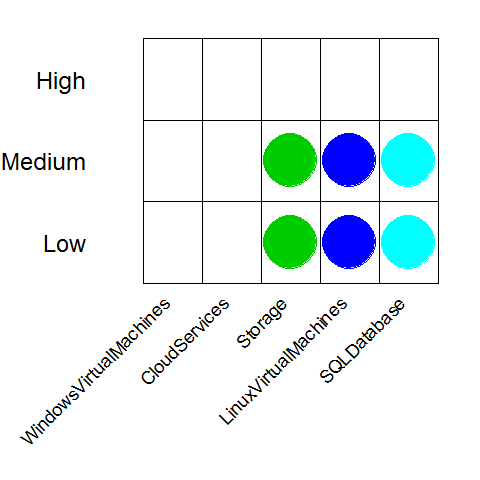 High
Medium
Low
WindowsVirtualMachines
CloudServices
Storage
LinuxVirtualMachines
SQLDatabase